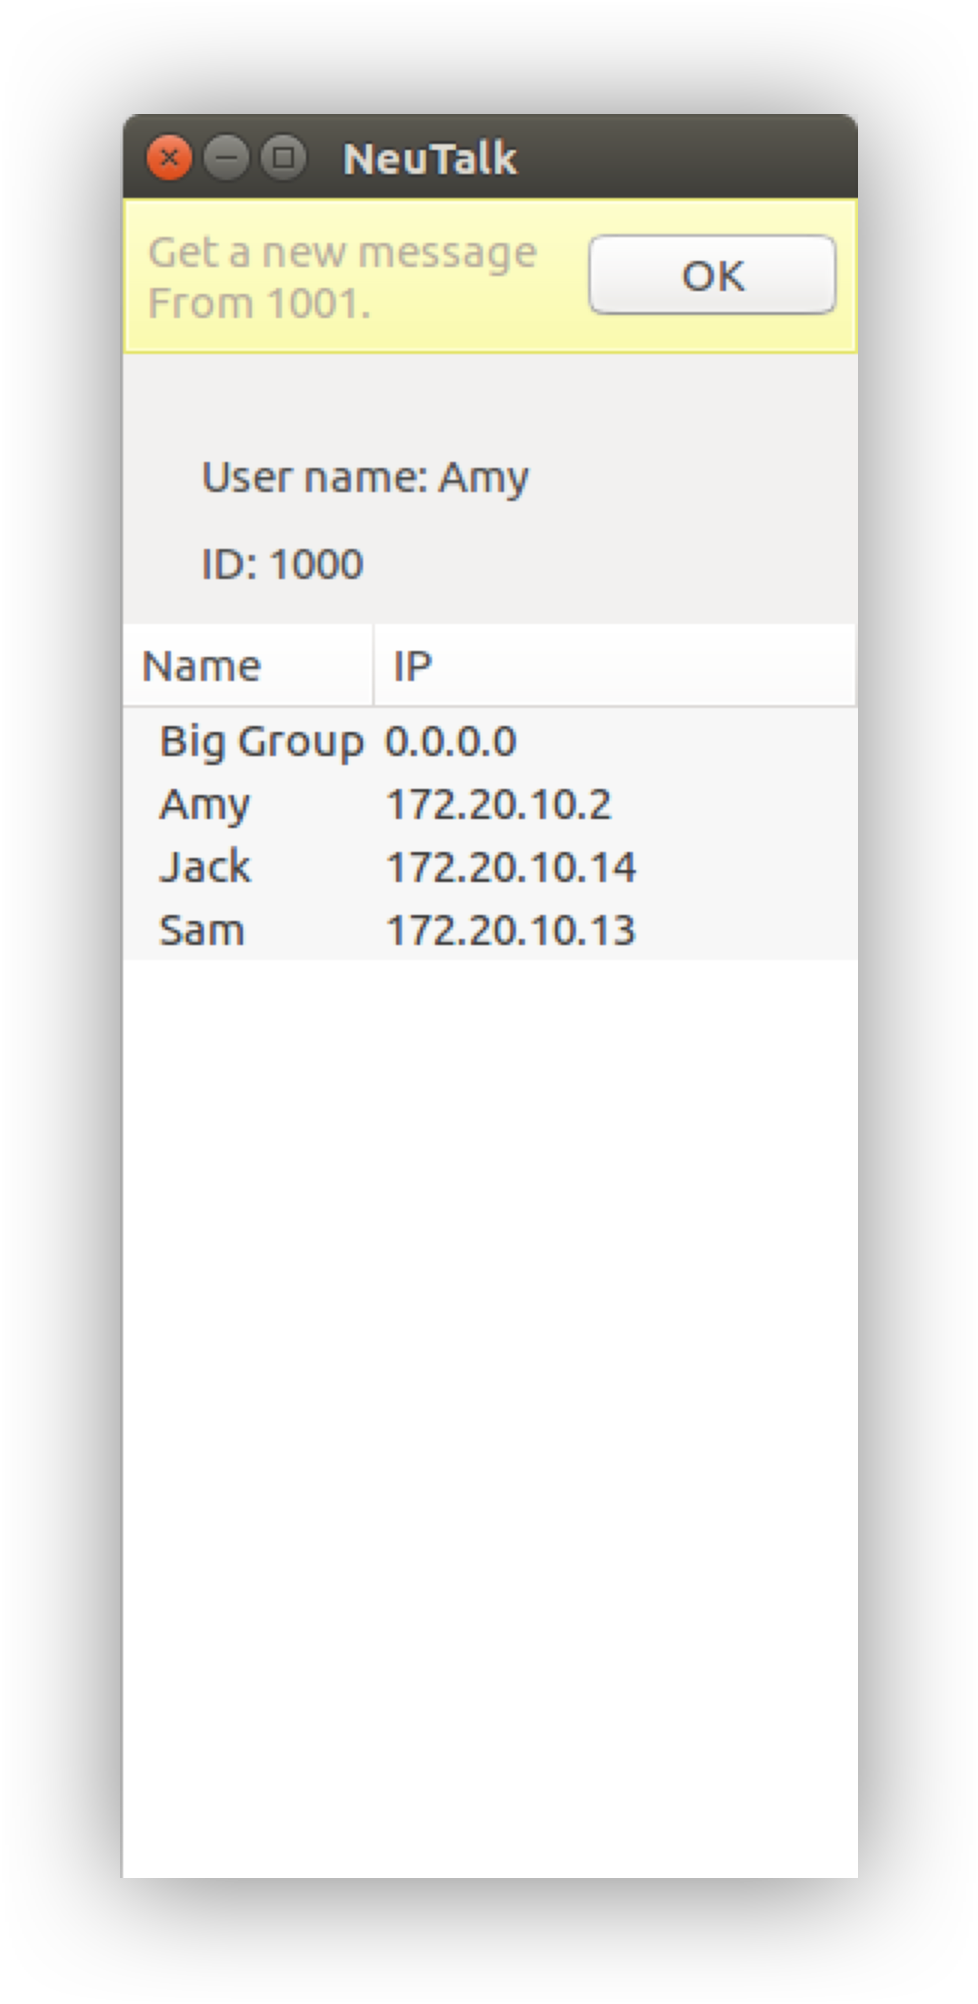 NeuTalk
Get a new message
From 1001.
OK
User name: Amy
ID: 1000
Name IP
Big Group 0.0.0.0
Amy 172.20.10.2
Jack 172.20.10.14
Sam 172.20.10.13